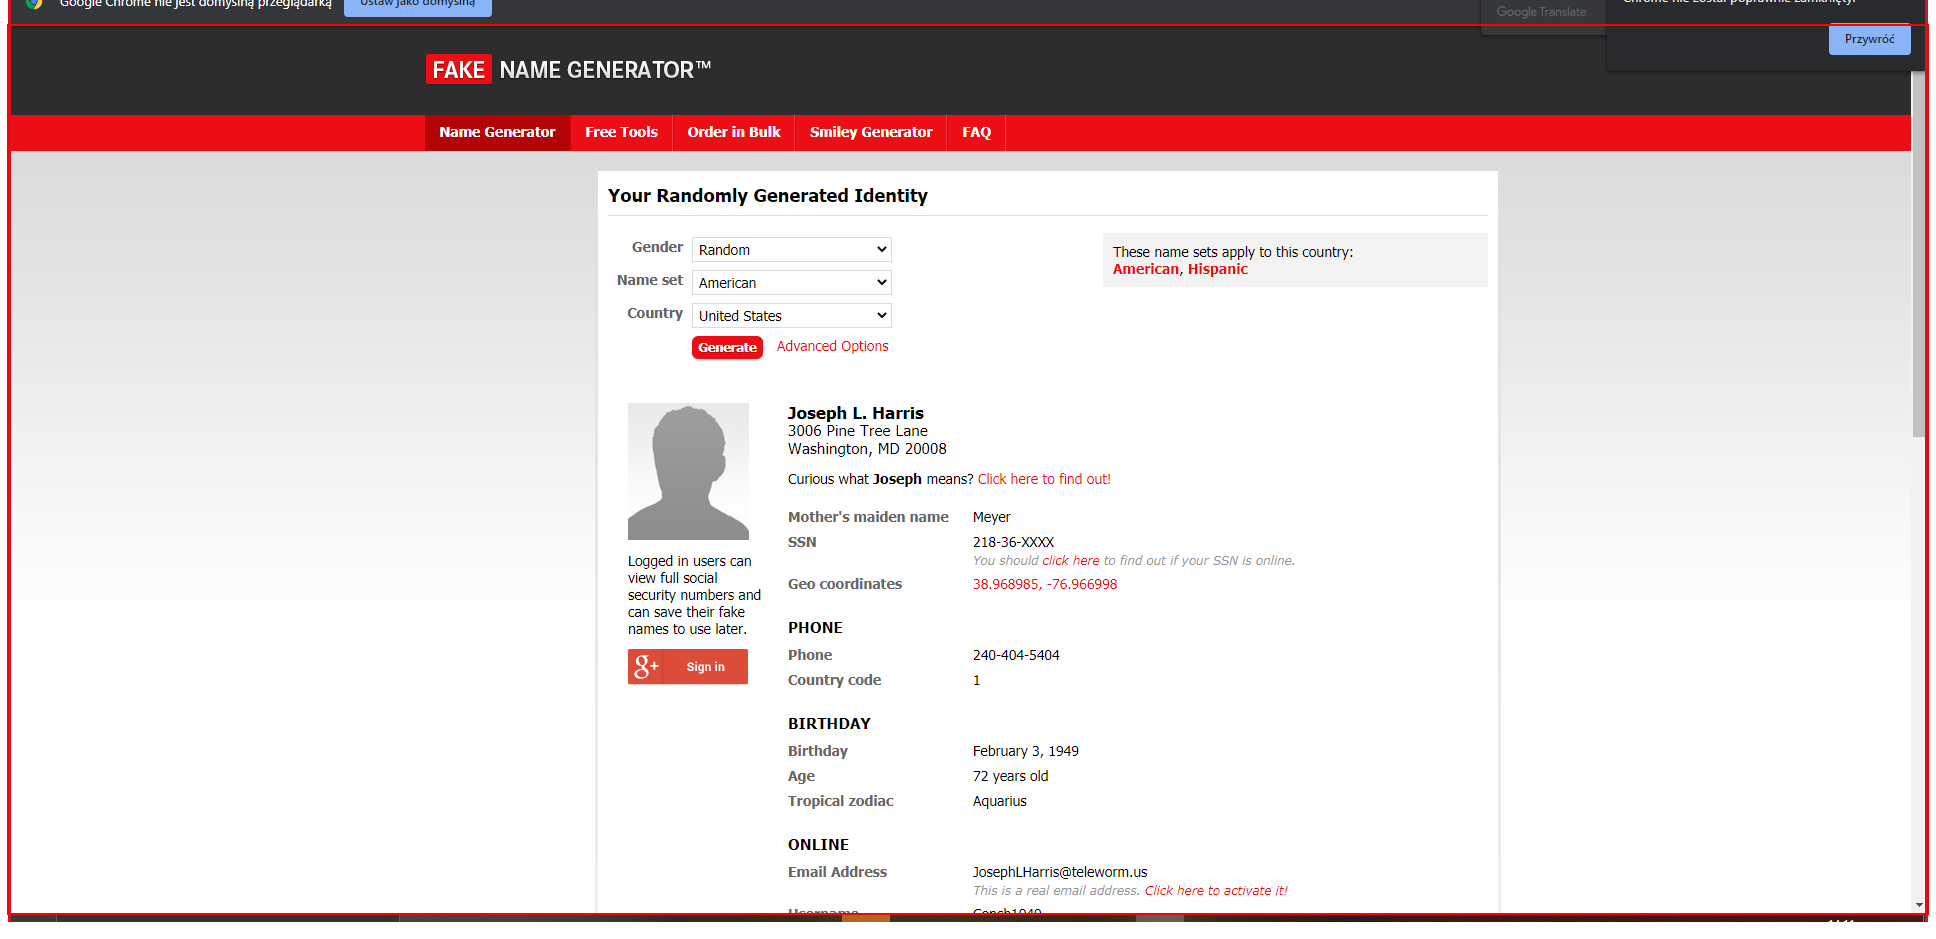 Google Chrome nie jest domyślną przeglądarką
Ustaw jako domyślną
Google Translate
Chrome nie został poprawnie zamknięty.
Przywróć
FAKE NAME GENERATOR™
Name Generator
Free Tools
Order in Bulk
Smiley Generator
FAQ
Your Randomly Generated Identity
Gender
Random
Name set
American
Country
United States
Generate
Advanced Options
These name sets apply to this country:
American, Hispanic
Logged in users can
view full social
security numbers and
can save their fake
names to use later.
g+ Sign in
Joseph L. Harris
3006 Pine Tree Lane
Washington, MD 20008
Curious what Joseph means? Click here to find out!
Mother's maiden name Meyer
SSN 218-36-XXXX
You should click here to find out if your SSN is online.
Geo coordinates 38.968985, -76.966998
PHONE
Phone 240-404-5404
Country code 1
BIRTHDAY
Birthday February 3, 1949
Age 72 years old
Tropical zodiac Aquarius
ONLINE
Email Address JosephLHarris@teleworm.us
This is a real email address. Click here to activate it!
Username